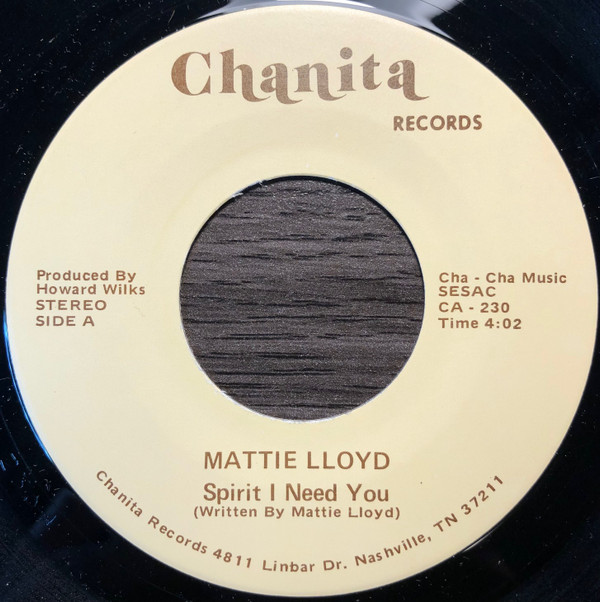 Chanita
RECORDS
Produced By
Howard Wilks
STEREO
SIDE A
Cha - Cha Music
SESAC
CA - 230
Time 4:02
MATTIE LLOYD
Spirit I Need You
(Written By Mattie Lloyd)
Chanita Records 4811 Linbar Dr. Nashville, TN 37211